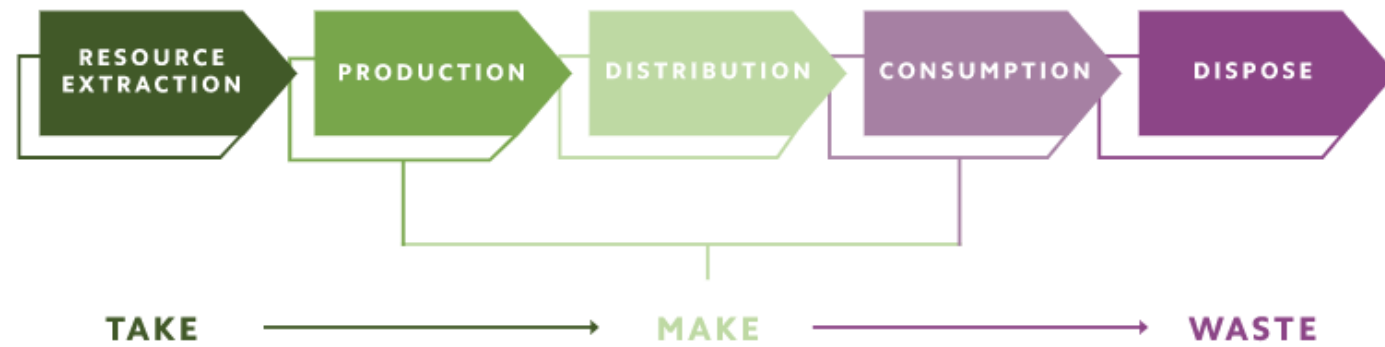 RESOURCE
EXTRACTION
PRODUCTION
DISTRIBUTION
CONSUMPTION
DISPOSE
TAKE
MAKE
WASTE